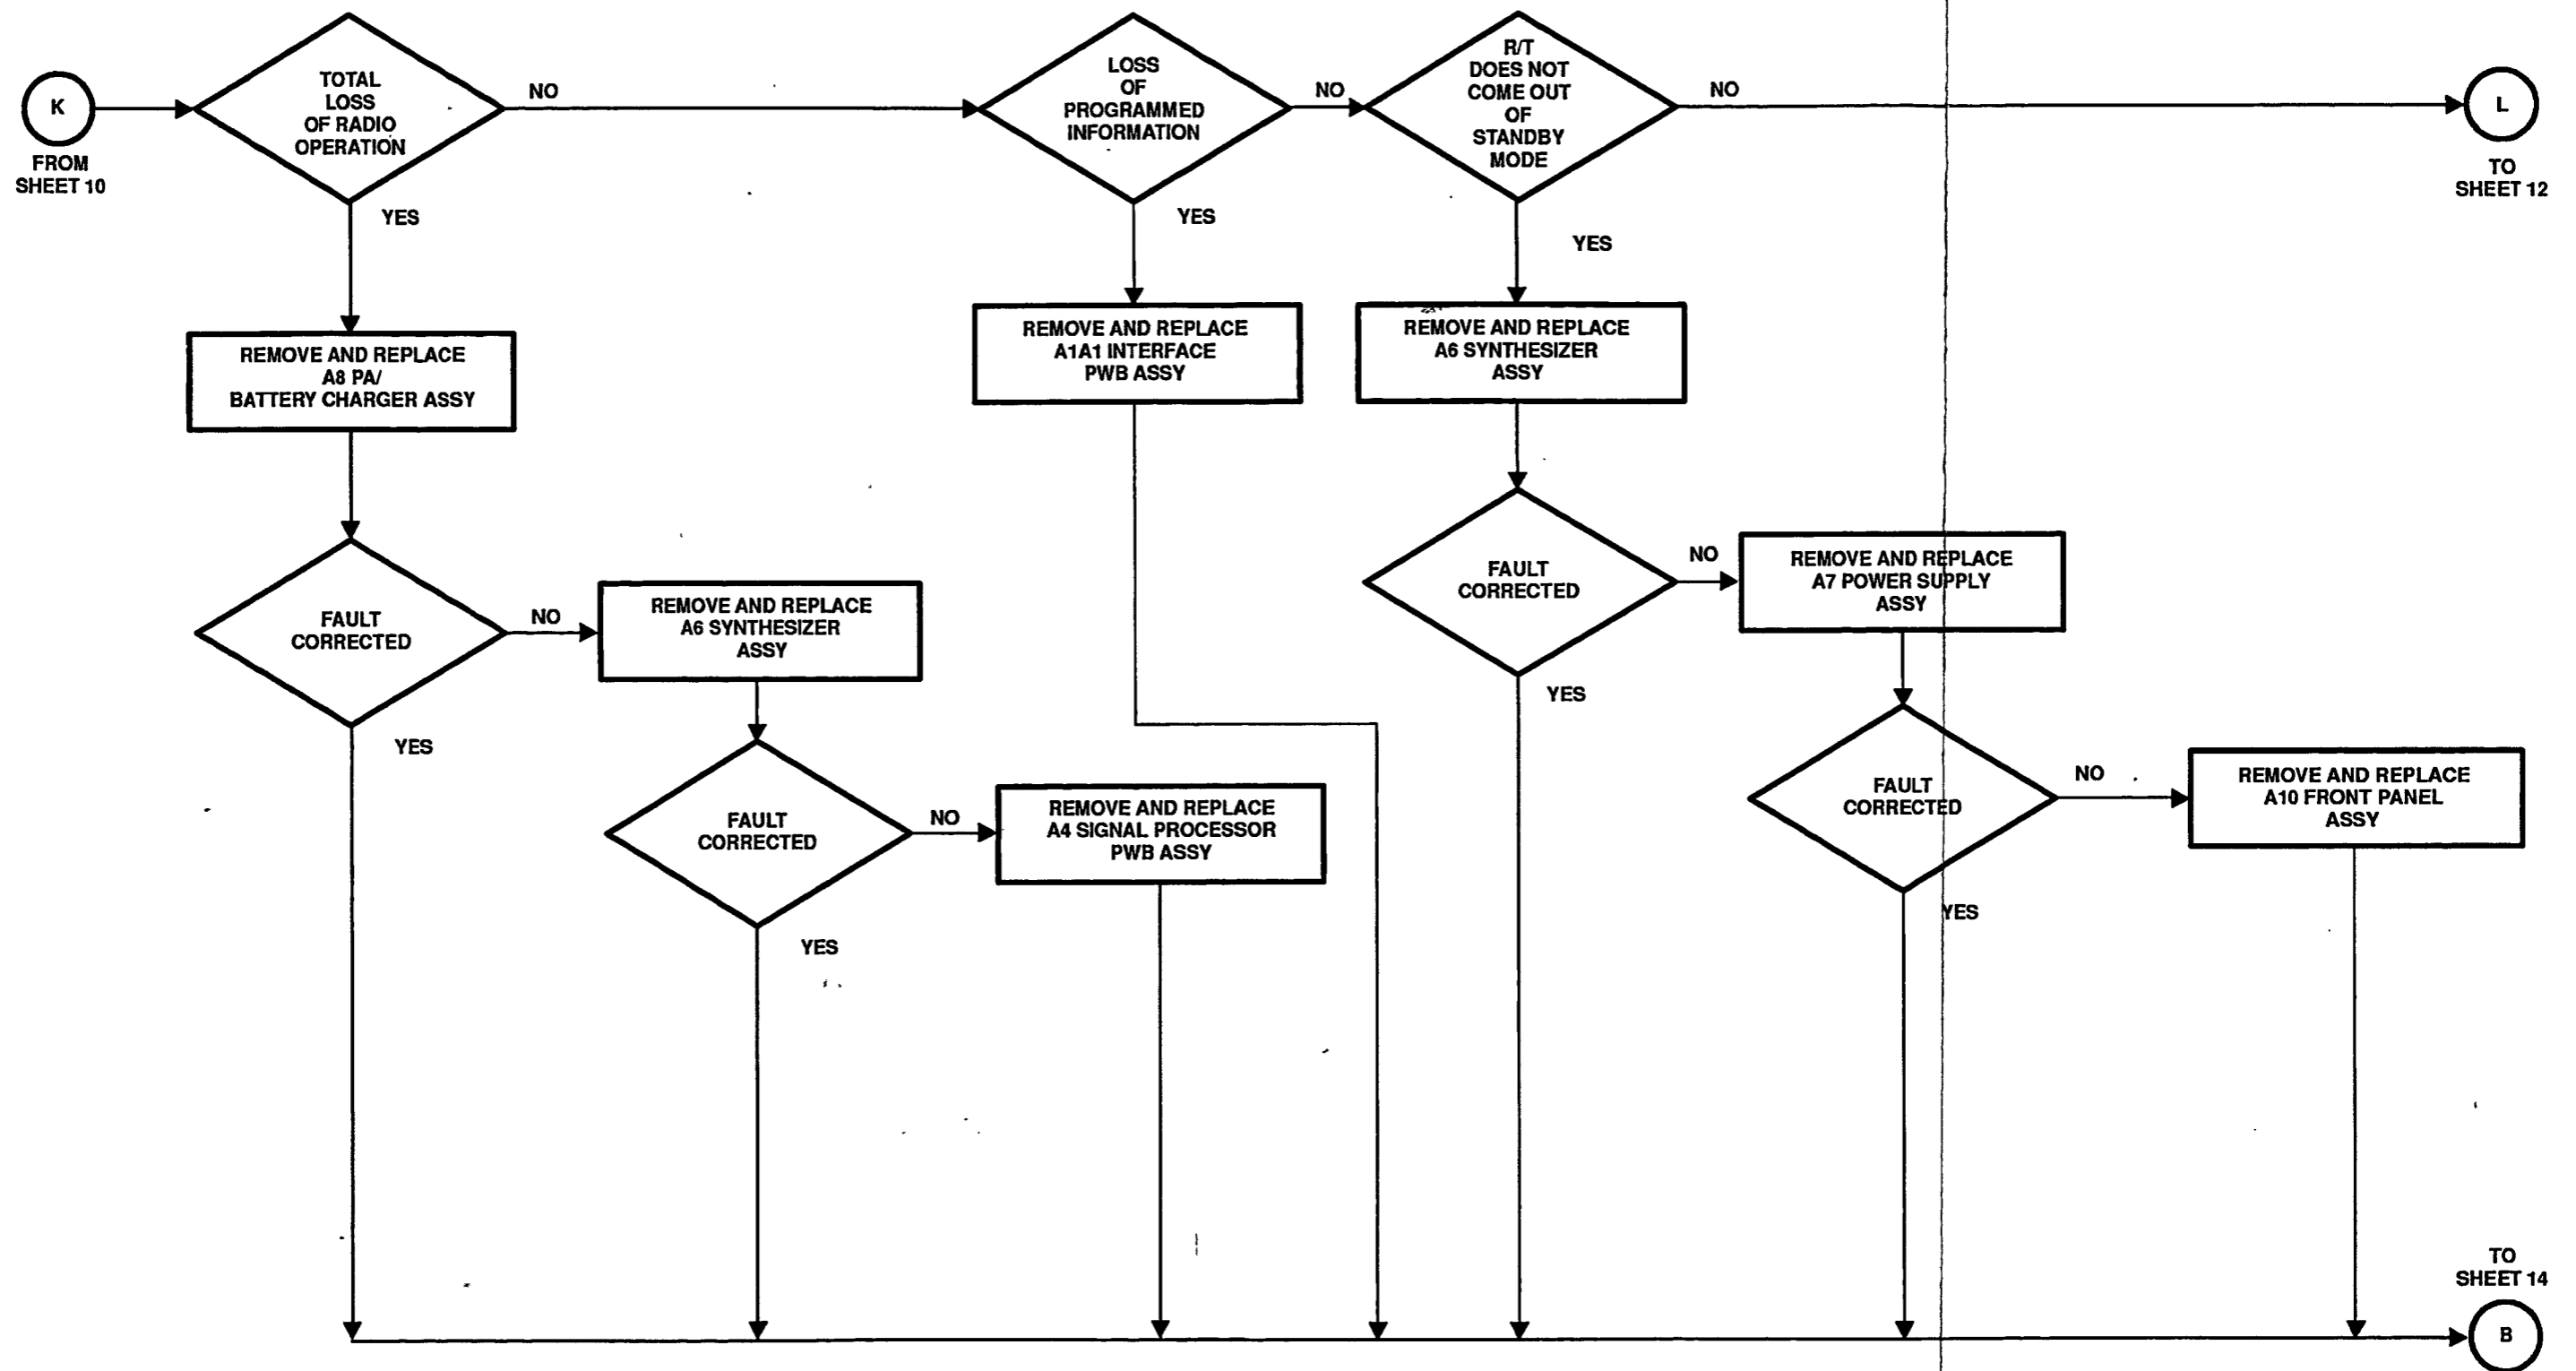 K
FROM
SHEET 10
TOTAL
LOSS
OF RADIO
OPERATION
NO
YES
LOSS
OF
PROGRAMMED
INFORMATION
NO
YES
R/T
DOES NOT
COME OUT
OF
STANDBY
MODE
NO
YES
L
TO
SHEET 12
REMOVE AND REPLACE
A8 PA/
BATTERY CHARGER ASSY
REMOVE AND REPLACE
A1A1 INTERFACE
PWB ASSY
REMOVE AND REPLACE
A6 SYNTHESIZER
ASSY
FAULT
CORRECTED
NO
YES
REMOVE AND REPLACE
A6 SYNTHESIZER
ASSY
FAULT
CORRECTED
NO
YES
REMOVE AND REPLACE
A4 SIGNAL PROCESSOR
PWB ASSY
FAULT
CORRECTED
NO
YES
REMOVE AND REPLACE
A7 POWER SUPPLY
ASSY
FAULT
CORRECTED
NO
YES
REMOVE AND REPLACE
A10 FRONT PANEL
ASSY
TO
SHEET 14
B